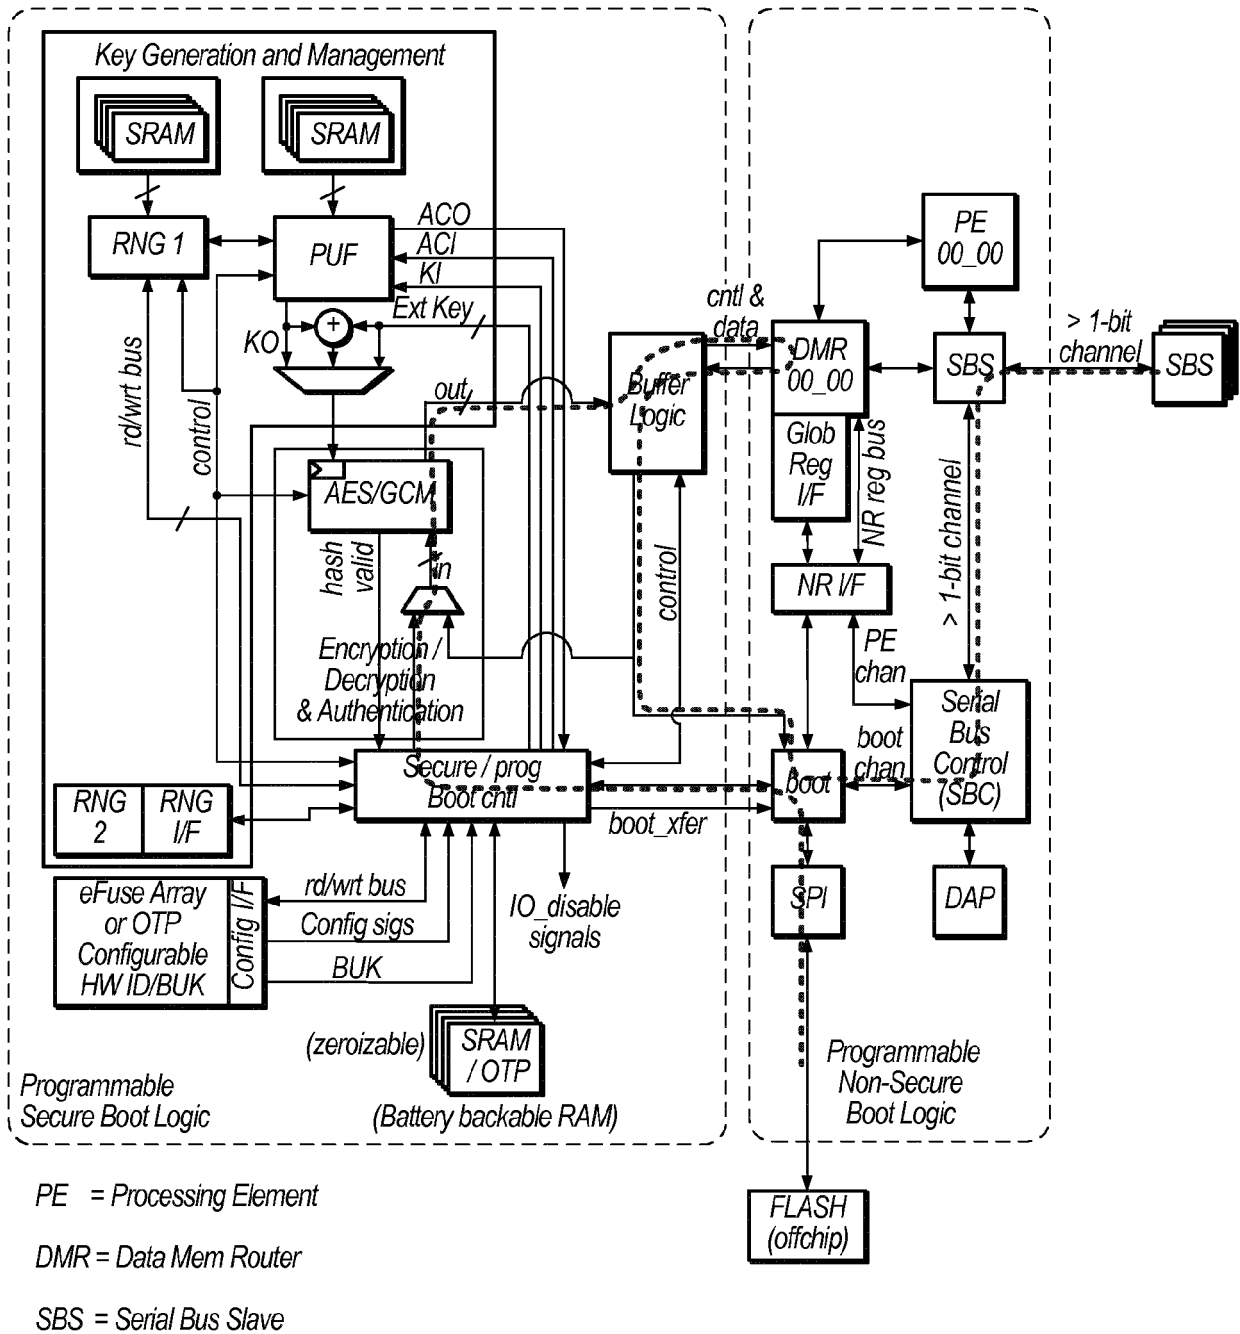 Key Generation and Management
SRAM
SRAM
RNG 1
PUF
ACO
ACI
KI
Ext Key
KO
+
rd/wrt bus
control
out
AES/GCM
hash
valid
in
Encryption /
Decryption
& Authentication
Secure / prog
Boot cntl
RNG
2
RNG
I/F
eFuse Array
or OTP
Configurable
HW ID/BUK
Config I/F
rd/wrt bus
Config sigs
BUK
IO_disable
signals
(zeroizable)
SRAM
/ OTP
(Battery backable RAM)
Programmable
Secure Boot Logic
Buffer
Logic
control
boot_xfer
cntl &
data
PE
00_00
DMR
00_00
SBS
> 1-bit
channel
SBS
Glob
Reg
I/F
NR reg bus
> 1-bit channel
NR I/F
PE
chan
Serial
Bus
Control
(SBC)
boot
chan
boot
SPI
DAP
Programmable
Non-Secure
Boot Logic
FLASH
(offchip)
PE = Processing Element
DMR = Data Mem Router
SBS = Serial Bus Slave